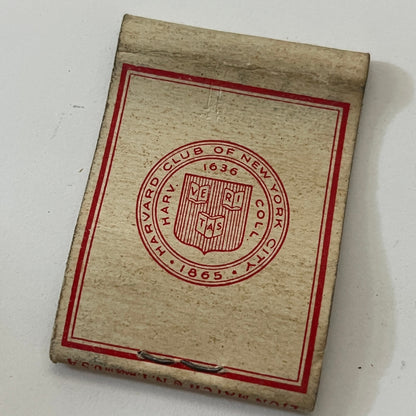 HARVARD CLUB OF NEW YORK CITY
1636
HARV. COLL.
VE RI
TAS
• 1865 •